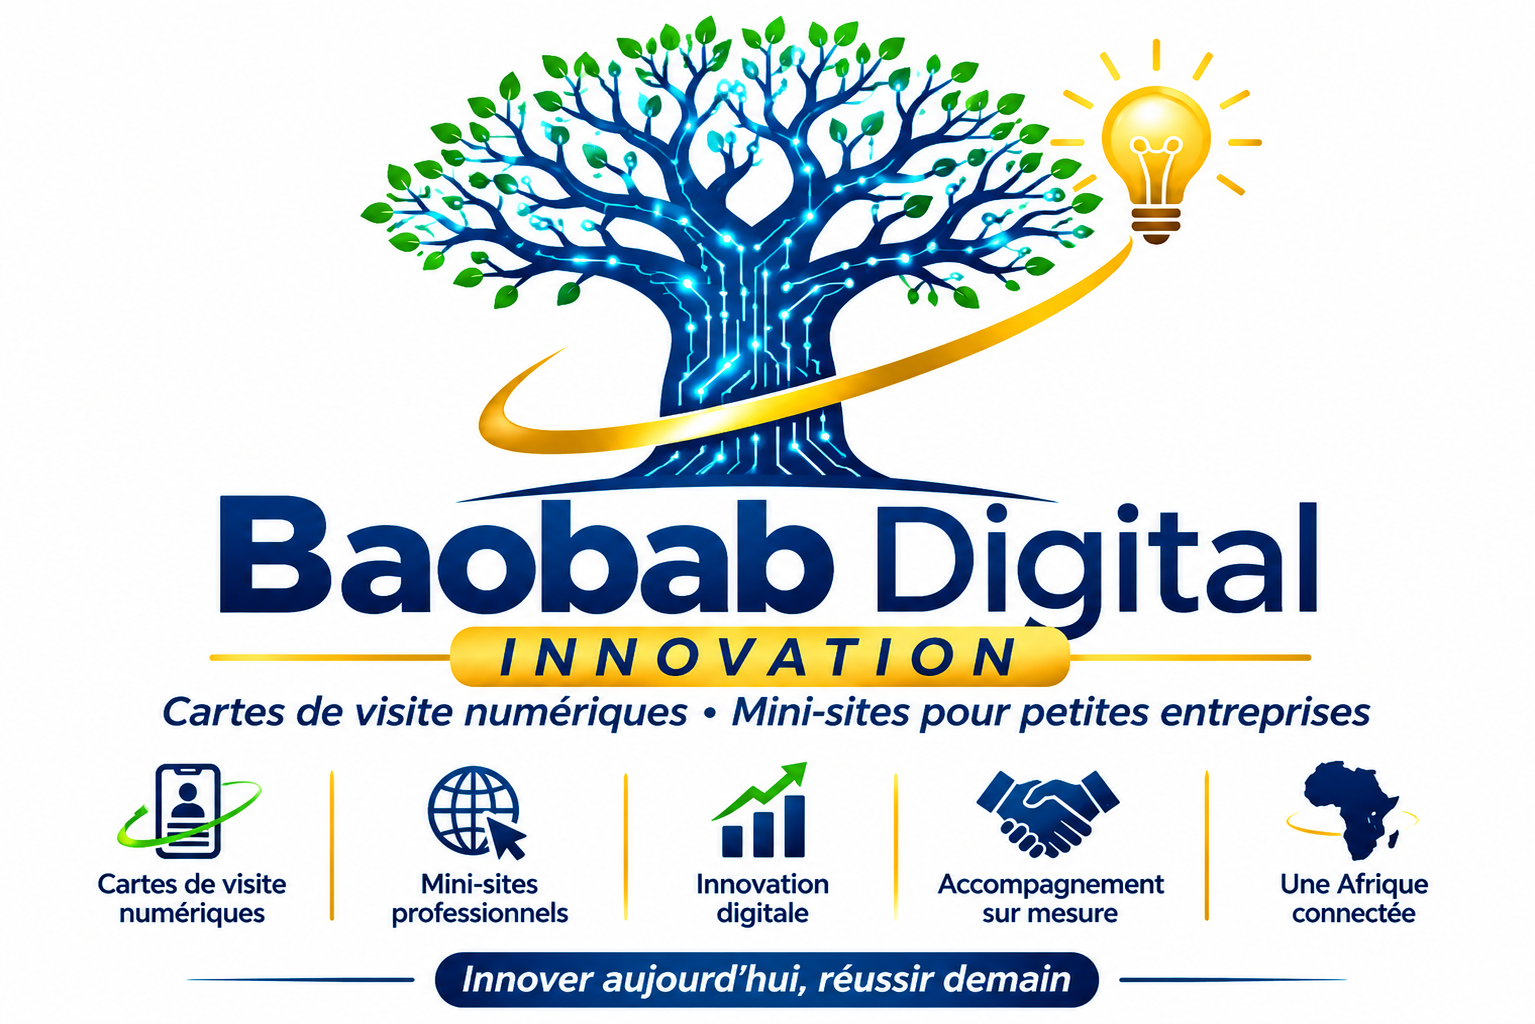 Baobab Digital
INNOVATION
Cartes de visite numériques • Mini-sites pour petites entreprises
Cartes de visite
numériques
Mini-sites
professionnels
Innovation
digitale
Accompagnement
sur mesure
Une Afrique
connectée
Innover aujourd’hui, réussir demain